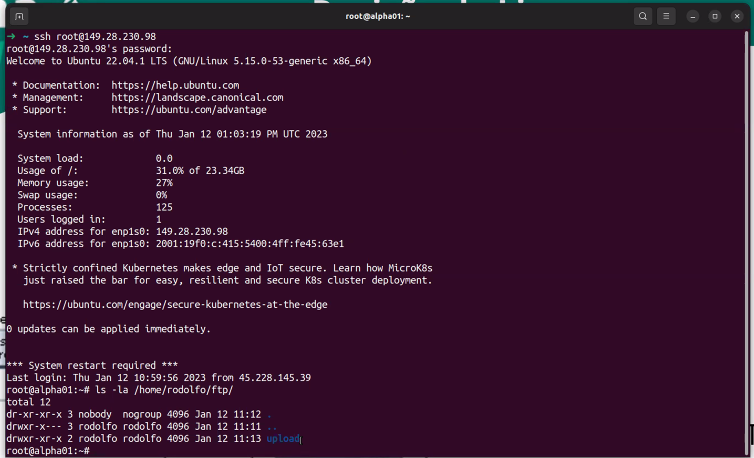 root@alpha01: ~
➜ ~ ssh root@149.28.230.98
root@149.28.230.98's password:
Welcome to Ubuntu 22.04.1 LTS (GNU/Linux 5.15.0-53-generic x86_64)
* Documentation: https://help.ubuntu.com
* Management: https://landscape.canonical.com
* Support: https://ubuntu.com/advantage
System information as of Thu Jan 12 01:03:19 PM UTC 2023
System load: 0.0
Usage of /: 31.0% of 23.34GB
Memory usage: 27%
Swap usage: 0%
Processes: 125
Users logged in: 1
IPv4 address for enp1s0: 149.28.230.98
IPv6 address for enp1s0: 2001:19f0:c:415:5400:4ff:fe45:63e1
* Strictly confined Kubernetes makes edge and IoT secure. Learn how MicroK8s
just raised the bar for easy, resilient and secure K8s cluster deployment.
https://ubuntu.com/engage/secure-kubernetes-at-the-edge
0 updates can be applied immediately.
*** System restart required ***
Last login: Thu Jan 12 10:59:56 2023 from 45.228.145.39
root@alpha01:~# ls -la /home/rodolfo/ftp/
total 12
dr-xr-xr-x 3 nobody nogroup 4096 Jan 12 11:12 .
drwxr-x--- 3 rodolfo rodolfo 4096 Jan 12 11:11 ..
drwxr-xr-x 2 rodolfo rodolfo 4096 Jan 12 11:13 upload
root@alpha01:~#